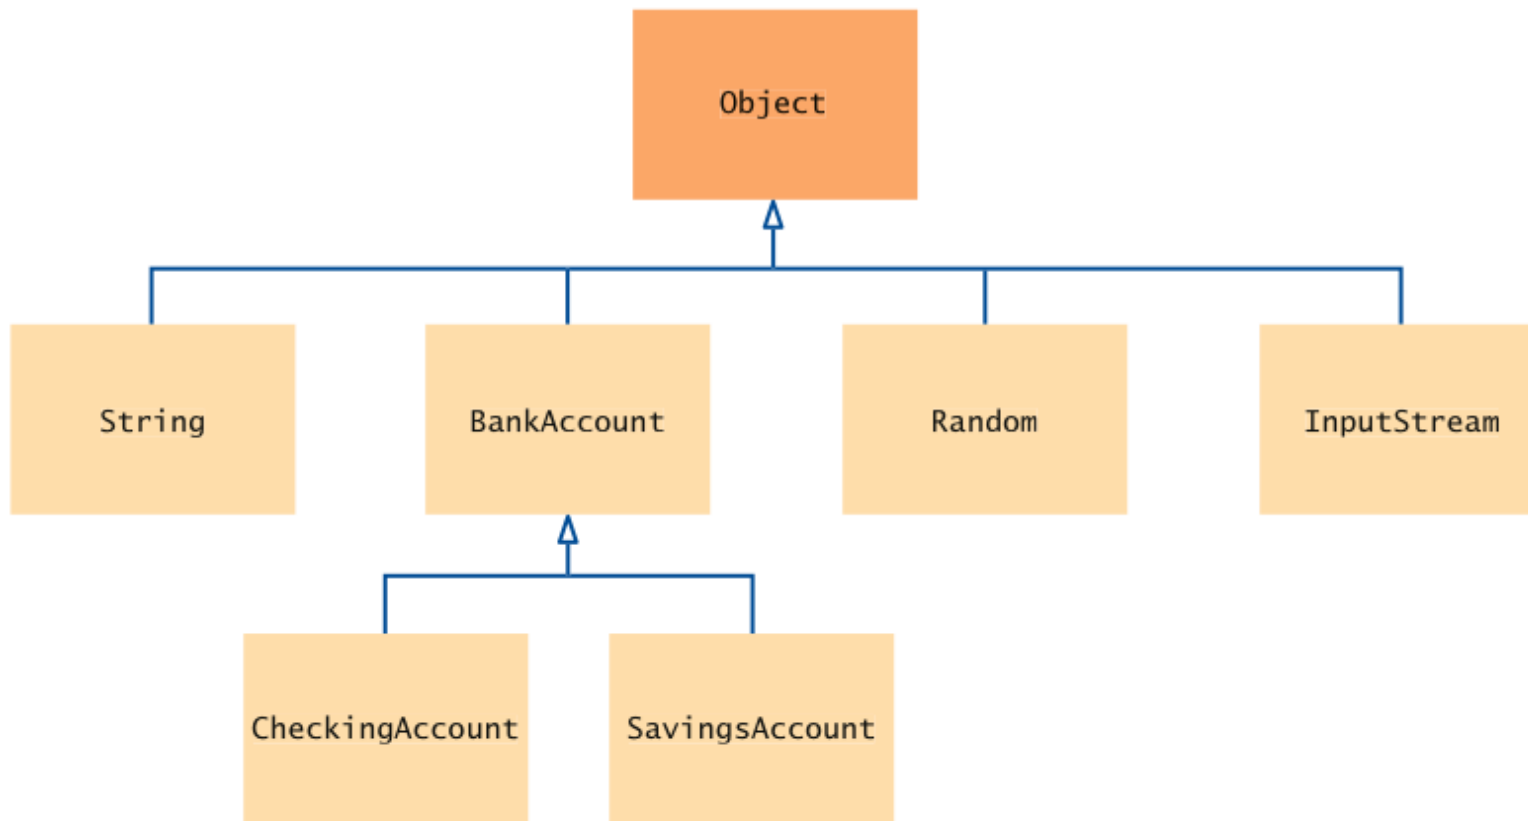 Object
String
BankAccount
Random
InputStream
CheckingAccount
SavingsAccount